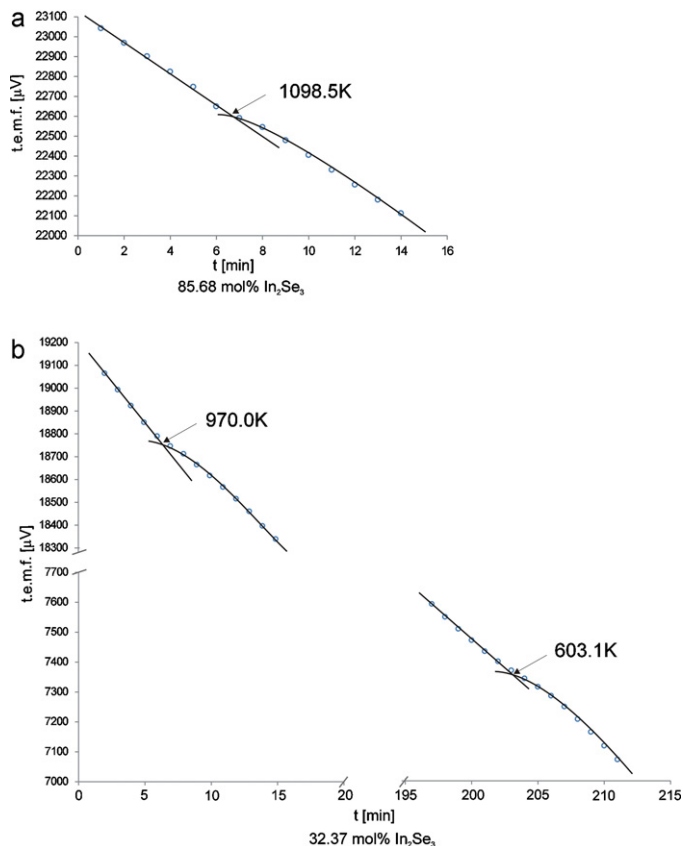 a
t.e.m.f. [μV]
23100
23000
22900
22800
22700
22600
22500
22400
22300
22200
22100
22000
1098.5K
0 2 4 6 8 10 12 14 16
t [min]
85.68 mol% In₂Se₃
b
t.e.m.f. [μV]
19200
19100
19000
18900
18800
18700
18600
18500
18400
18300
7700
7600
7500
7400
7300
7200
7100
7000
970.0K
603.1K
0 5 10 15 20 195 200 205 210 215
t [min]
32.37 mol% In₂Se₃